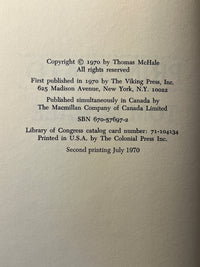 Copyright © 1970 by Thomas McHale
All rights reserved
First published in 1970 by The Viking Press, Inc.
625 Madison Avenue, New York, N.Y. 10022
Published simultaneously in Canada by
The Macmillan Company of Canada Limited
SBN 670-57697-2
Library of Congress catalog card number: 71-104134
Printed in U.S.A. by The Colonial Press Inc.
Second printing July 1970